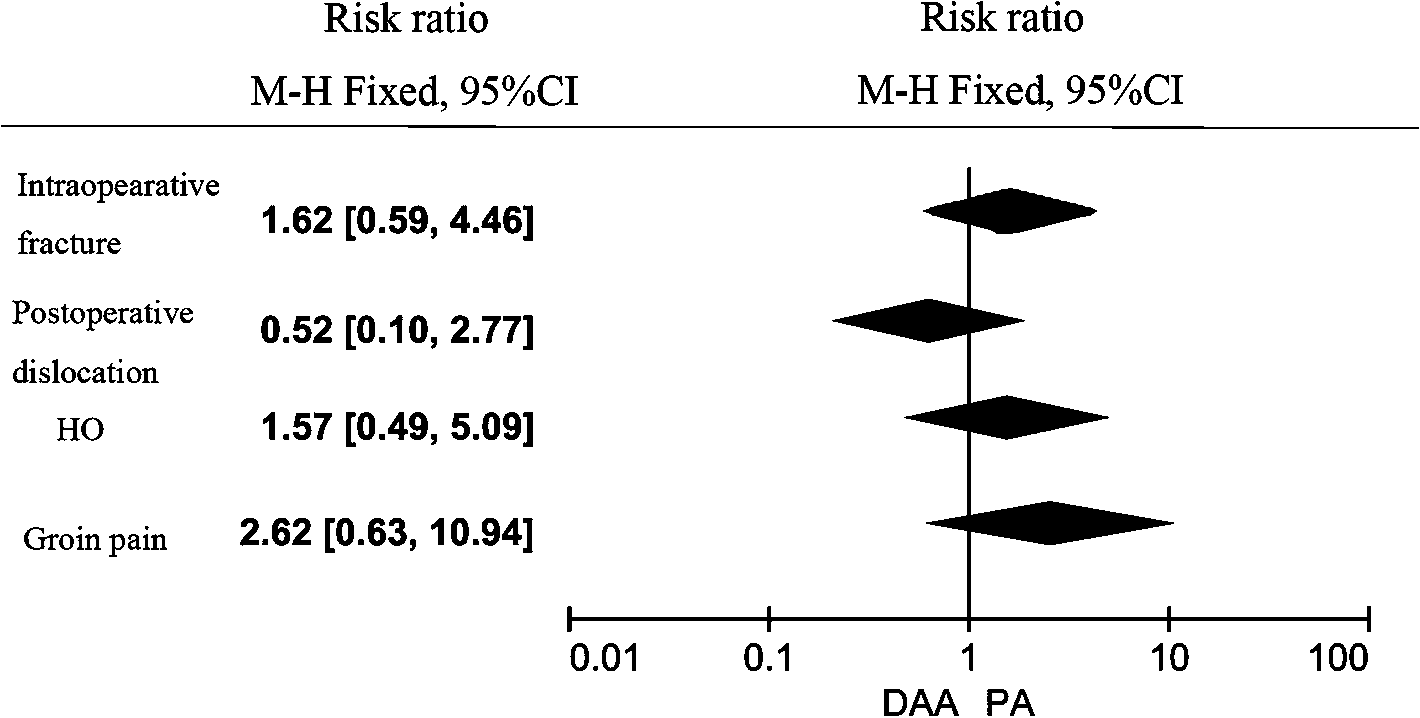 Risk ratio Risk ratio
M-H Fixed, 95%CI M-H Fixed, 95%CI
Intraopearative
fracture 1.62 [0.59, 4.46]
Postoperative
dislocation 0.52 [0.10, 2.77]
HO 1.57 [0.49, 5.09]
Groin pain 2.62 [0.63, 10.94]
0.01 0.1 1 10 100
DAA PA